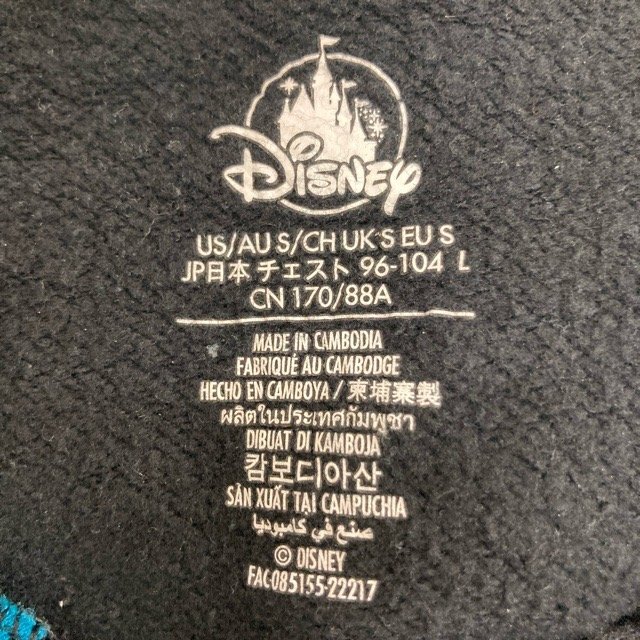 Disney
US/AU S/CH UK·S EU S
JP日本 チェスト 96-104 L
CN 170/88A
MADE IN CAMBODIA
FABRIQUÉ AU CAMBODGE
HECHO EN CAMBOYA / 柬埔寨製
ผลิตในประเทศกัมพูชา
DIBUAT DI KAMBOJA
캄보디아산
SẢN XUẤT TẠI CAMPUCHIA
صنع في كامبوديا
© DISNEY
FAC-085155-22217